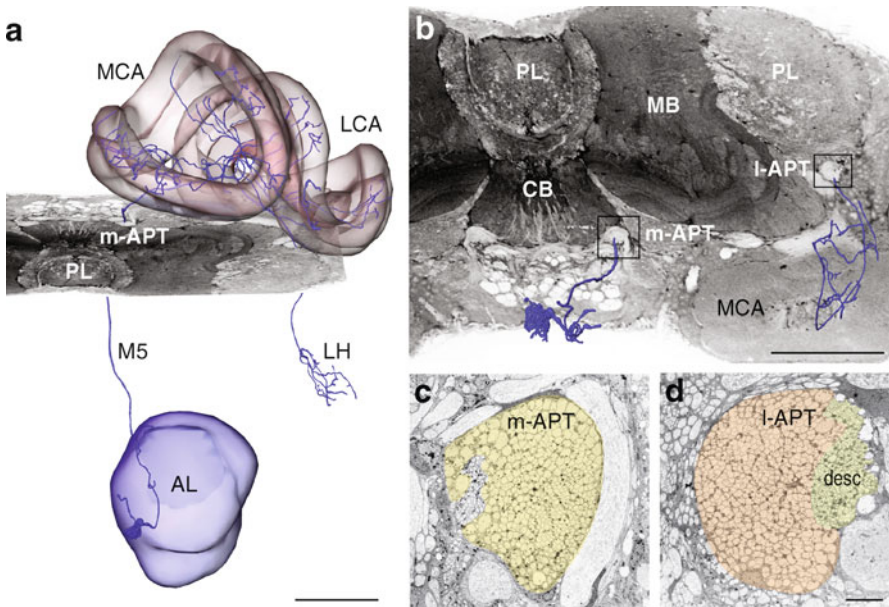 a
MCA
LCA
m-APT
PL
M5
LH
AL
b
PL
PL
MB
l-APT
CB
m-APT
MCA
c
m-APT
d
l-APT
desc